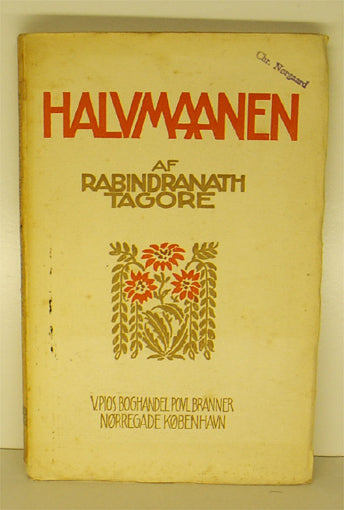 Chr. Nørgaard
HALVMAANEN
AF
RABINDRANATH
TAGORE
V. PIOS BOGHANDEL POVL BRANNER
NØRREGADE KØBENHAVN